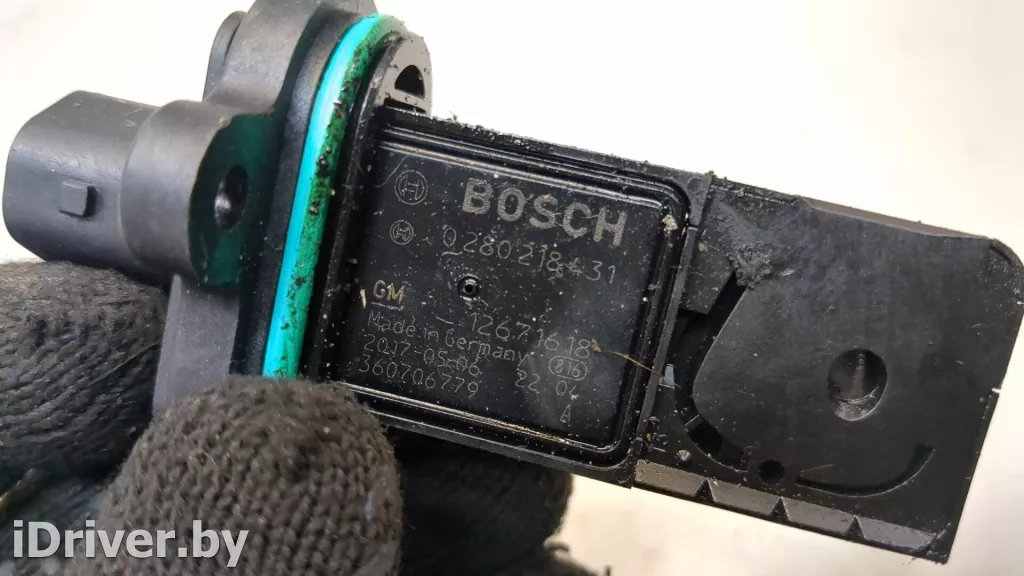 BOSCH
0 280 218 431
GM
12671618
Made in Germany 816
2017-05-06 22 04
360706779 A
iDriver.by